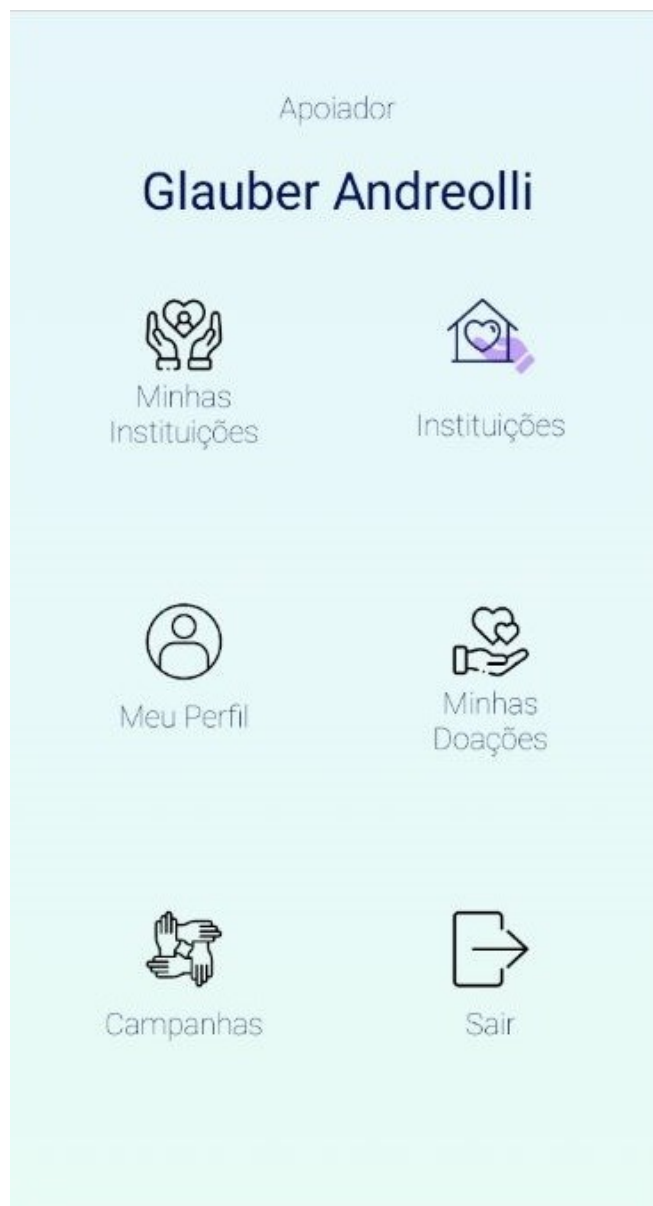 Apoiador
Glauber Andreolli
Minhas
Instituições
Instituições
Meu Perfil
Minhas
Doações
Campanhas
Sair